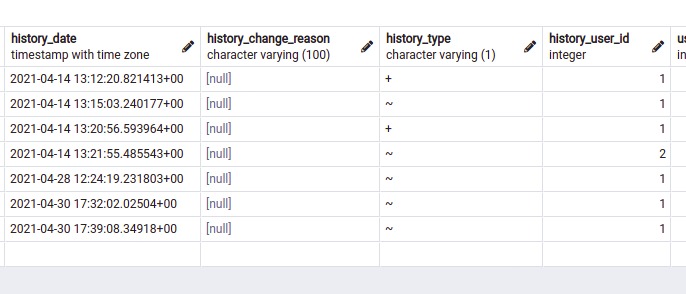 history_date history_change_reason history_type history_user_id us
timestamp with time zone character varying (100) character varying (1) integer in
2021-04-14 13:12:20.821413+00 [null] + 1
2021-04-14 13:15:03.240177+00 [null] ~ 1
2021-04-14 13:20:56.593964+00 [null] + 1
2021-04-14 13:21:55.485543+00 [null] ~ 2
2021-04-28 12:24:19.231803+00 [null] ~ 1
2021-04-30 17:32:02.02504+00 [null] ~ 1
2021-04-30 17:39:08.34918+00 [null] ~ 1